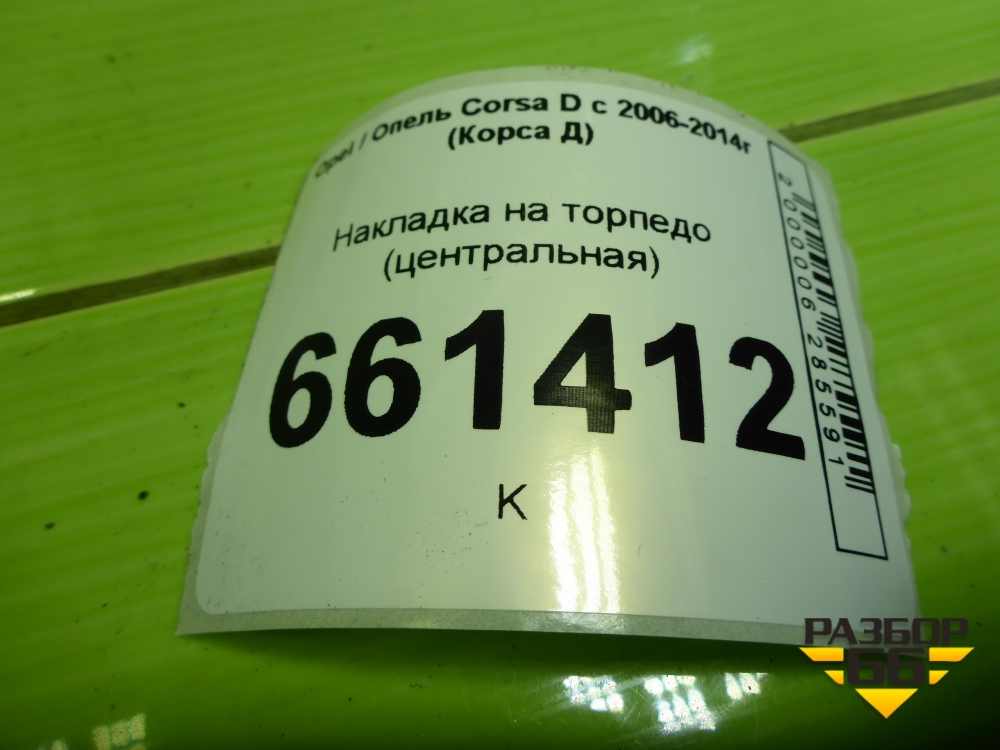 Opel / Опель Corsa D с 2006-2014г
(Корса Д)
Накладка на торпедо
(центральная)
661412
К
2000006285591
РАЗБОР
66